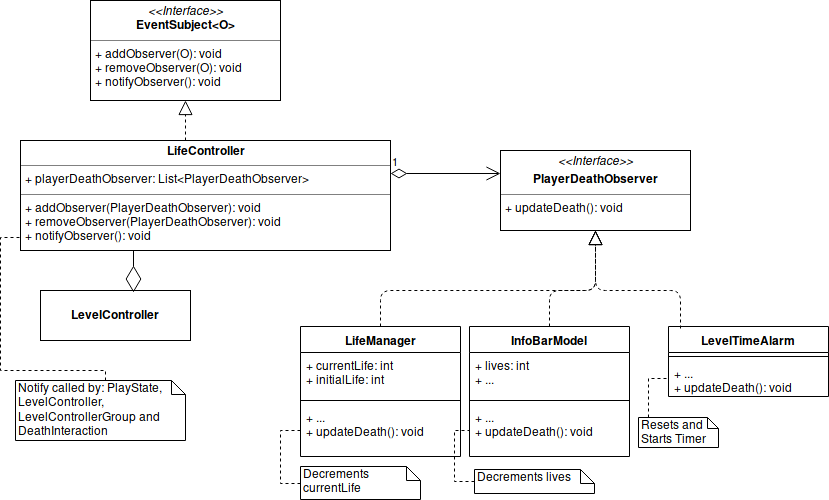 <<Interface>>
EventSubject<O>
+ addObserver(O): void
+ removeObserver(O): void
+ notifyObserver(): void
LifeController
+ playerDeathObserver: List<PlayerDeathObserver>
+ addObserver(PlayerDeathObserver): void
+ removeObserver(PlayerDeathObserver): void
+ notifyObserver(): void
1
<<Interface>>
PlayerDeathObserver
+ updateDeath(): void
LevelController
Notify called by: PlayState,
LevelController,
LevelControllerGroup and
DeathInteraction
LifeManager
+ currentLife: int
+ initialLife: int
+ ...
+ updateDeath(): void
Decrements
currentLife
InfoBarModel
+ lives: int
+ ...
+ ...
+ updateDeath(): void
Decrements lives
LevelTimeAlarm
+ ...
+ updateDeath(): void
Resets and
Starts Timer